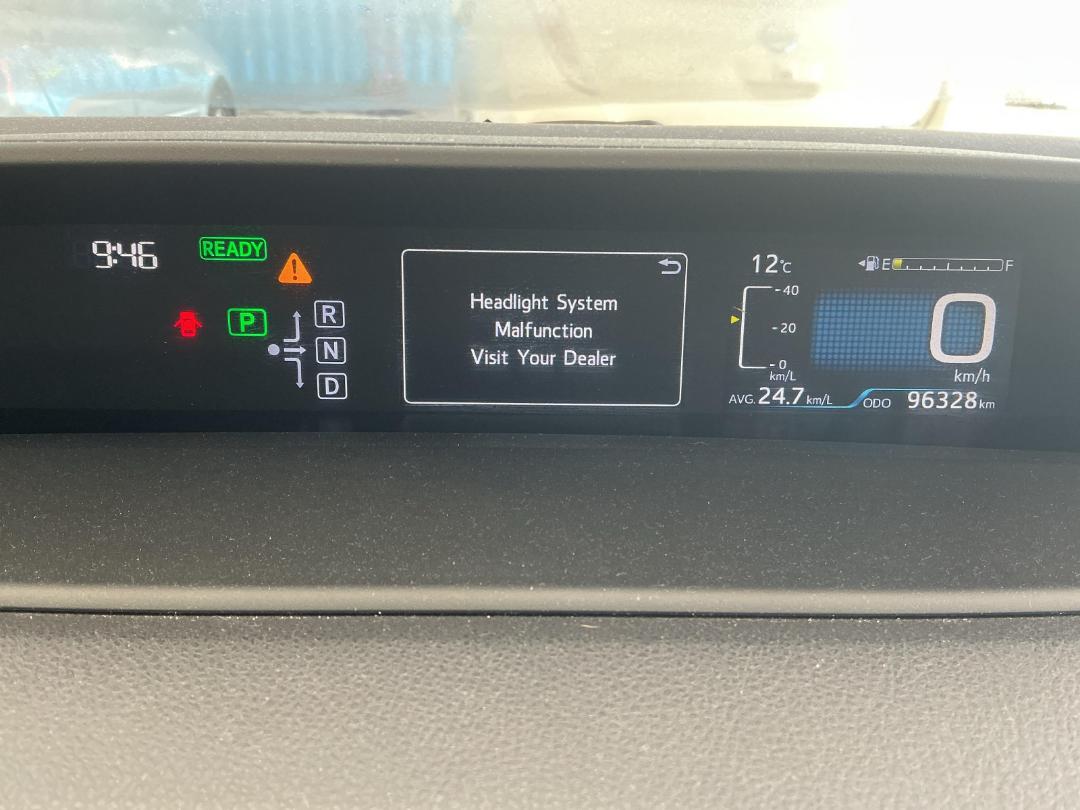 9:46
READY
!
P
R
N
D
Headlight System
Malfunction
Visit Your Dealer
12°C
E F
40
20
0
km/L
0
km/h
AVG. 24.7 km/L
ODO 96328 km